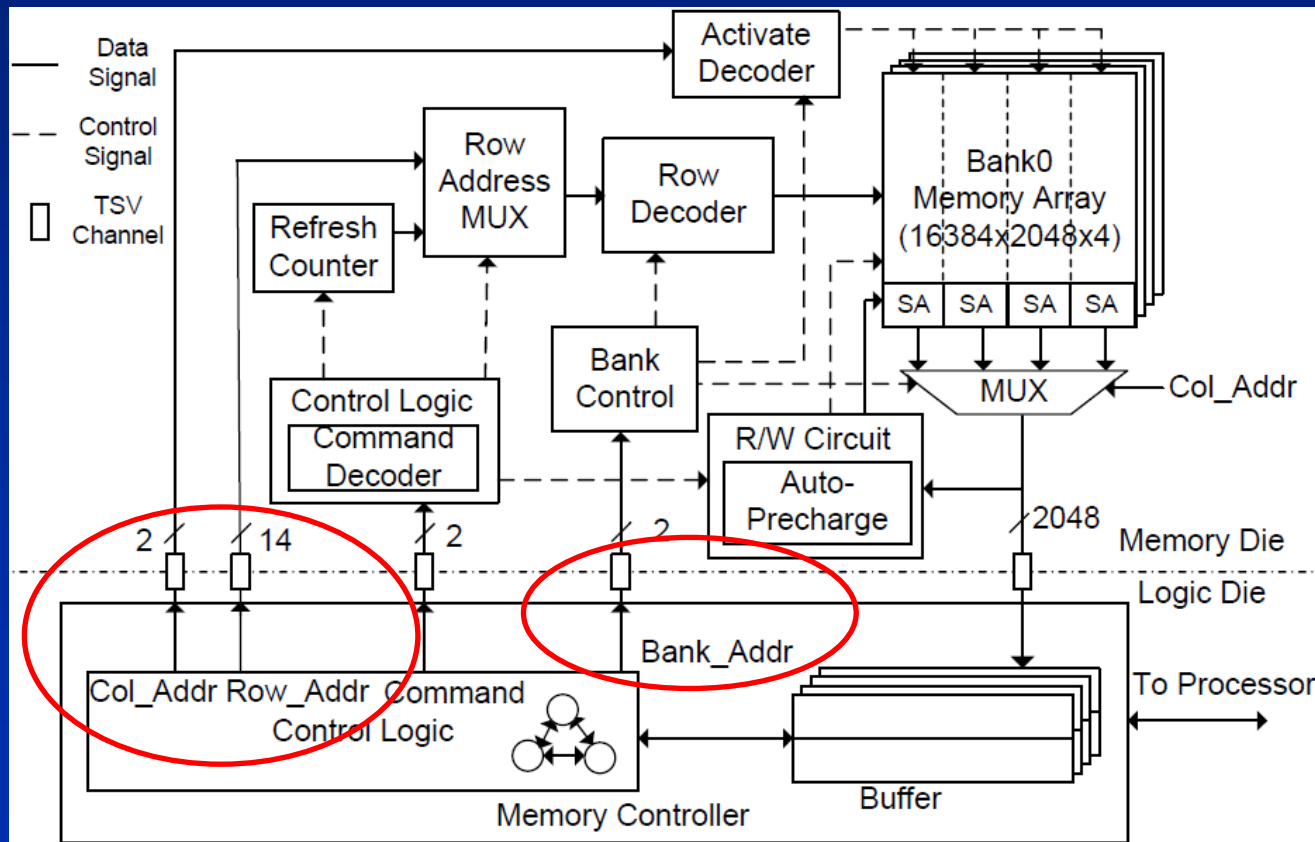 Data
Signal
Control
Signal
TSV
Channel
Activate
Decoder
Row
Address
MUX
Row
Decoder
Refresh
Counter
Bank0
Memory Array
(16384x2048x4)
SA SA SA SA
Bank
Control
MUX
Col_Addr
Control Logic
Command
Decoder
R/W Circuit
Auto-
Precharge
2 14 2 2 2048
Memory Die
Logic Die
Bank_Addr
Col_Addr Row_Addr Command
Control Logic
To Processor
Buffer
Memory Controller